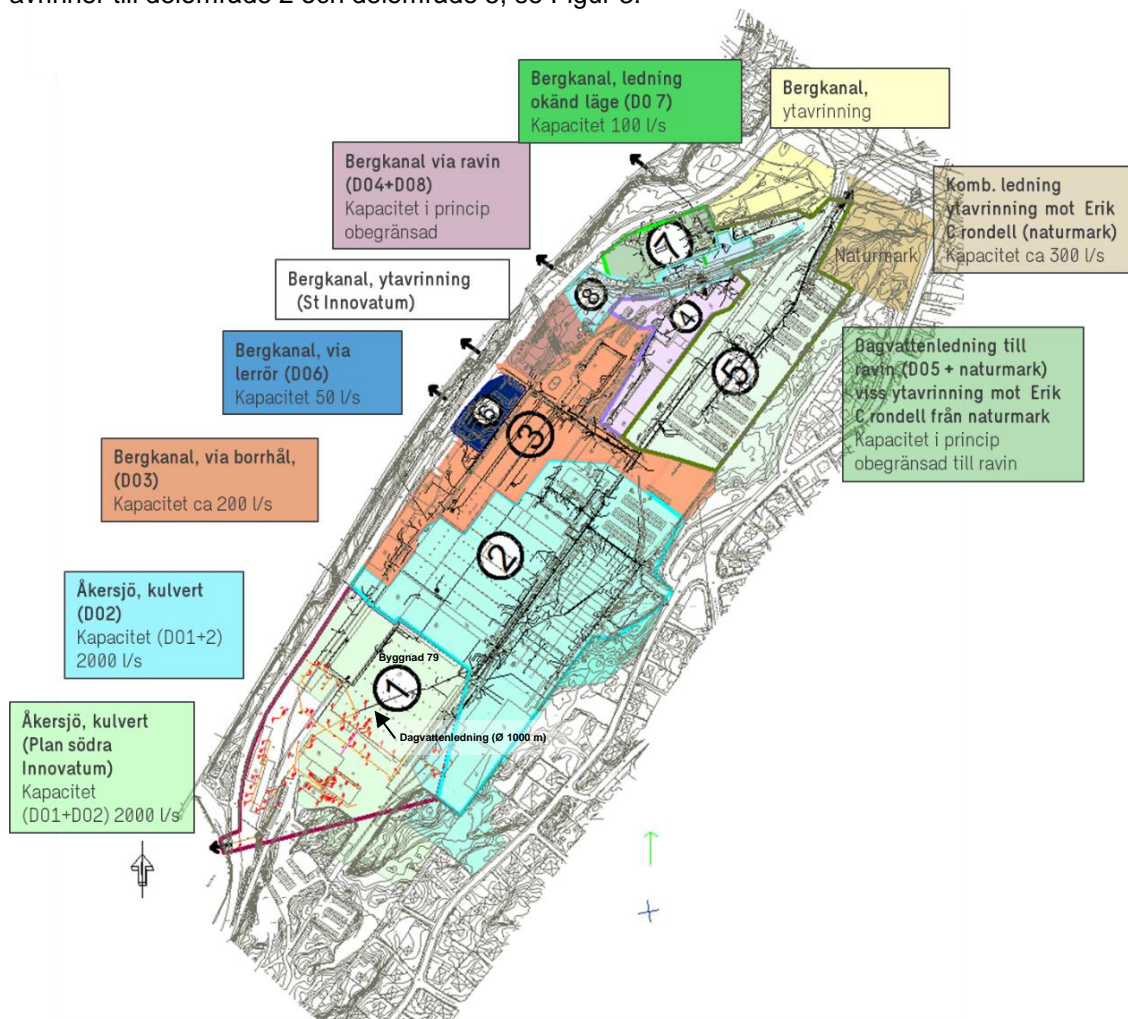 avrinner till delområde 2 och delområde 3, se Figur 3.
Bergkanal, ledning
okänd läge (DO 7)
Kapacitet 100 l/s
Bergkanal,
ytavrinning
Bergkanal via ravin
(DO4+DO8)
Kapacitet i princip
obegränsad
Komb. ledning
ytavrinning mot Erik
C rondell (naturmark)
Kapacitet ca 300 l/s
Naturmark
Bergkanal, ytavrinning
(St Innovatum)
Bergkanal, via
lerrör (DO6)
Kapacitet 50 l/s
Dagvattenledning till
ravin (DO5 + naturmark)
viss ytavrinning mot Erik
C rondell från naturmark
Kapacitet i princip
obegränsad till ravin
Bergkanal, via borrhål,
(DO3)
Kapacitet ca 200 l/s
Åkersjö, kulvert
(DO2)
Kapacitet (DO1+2)
2000 l/s
Åkersjö, kulvert
(Plan södra
Innovatum)
Kapacitet
(DO1+DO2) 2000 l/s
7
8
4
5
6
3
2
Byggnad 79
1
Dagvattenledning (Ø 1000 m)